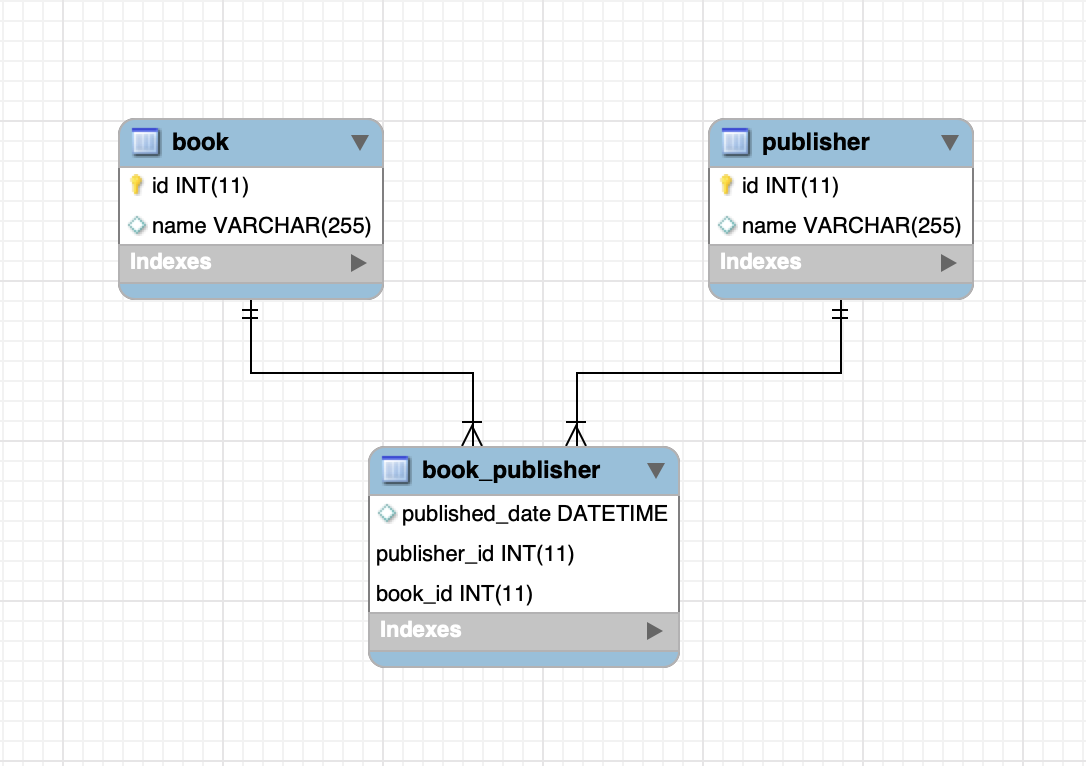 book
id INT(11)
name VARCHAR(255)
Indexes
publisher
id INT(11)
name VARCHAR(255)
Indexes
book_publisher
published_date DATETIME
publisher_id INT(11)
book_id INT(11)
Indexes